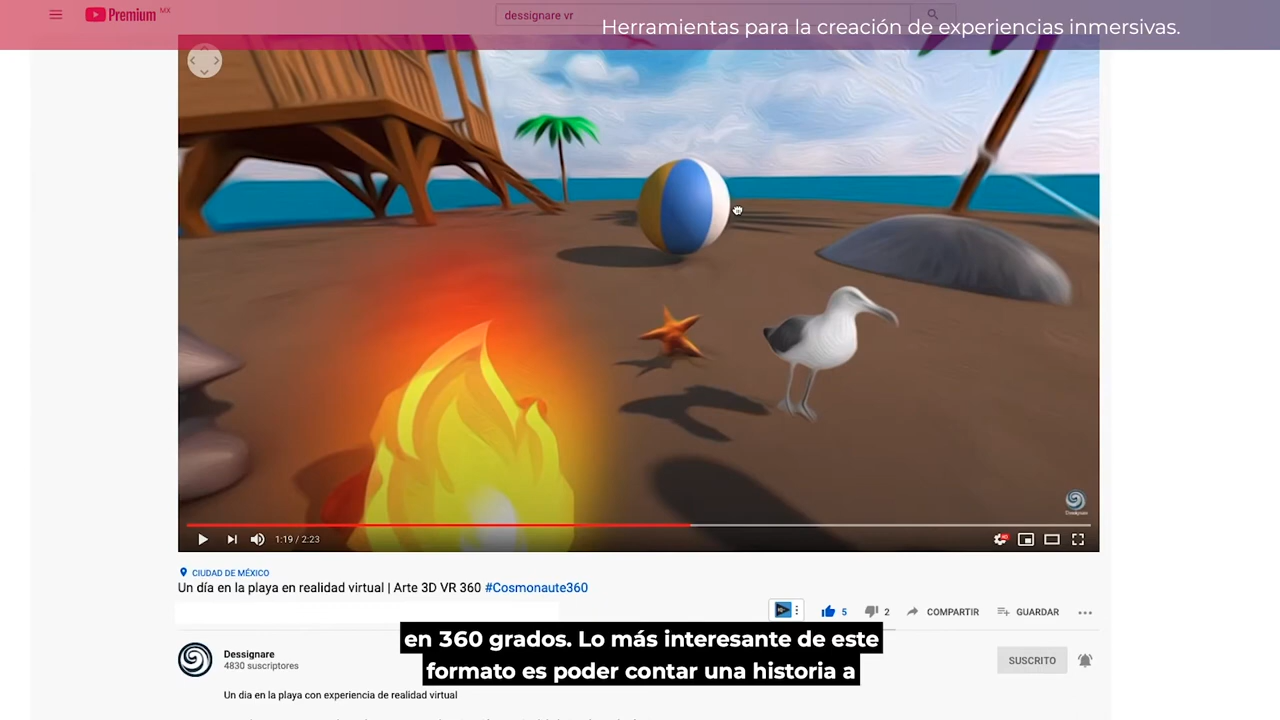 Premium MX
dessignare vr
Herramientas para la creación de experiencias inmersivas.
1:19 / 2:23
CIUDAD DE MÉXICO
Un día en la playa en realidad virtual | Arte 3D VR 360 #Cosmonaute360
5
2
COMPARTIR
GUARDAR
en 360 grados. Lo más interesante de este
formato es poder contar una historia a
Dessignare
4830 suscriptores
SUSCRITO
Un dia en la playa con experiencia de realidad virtual